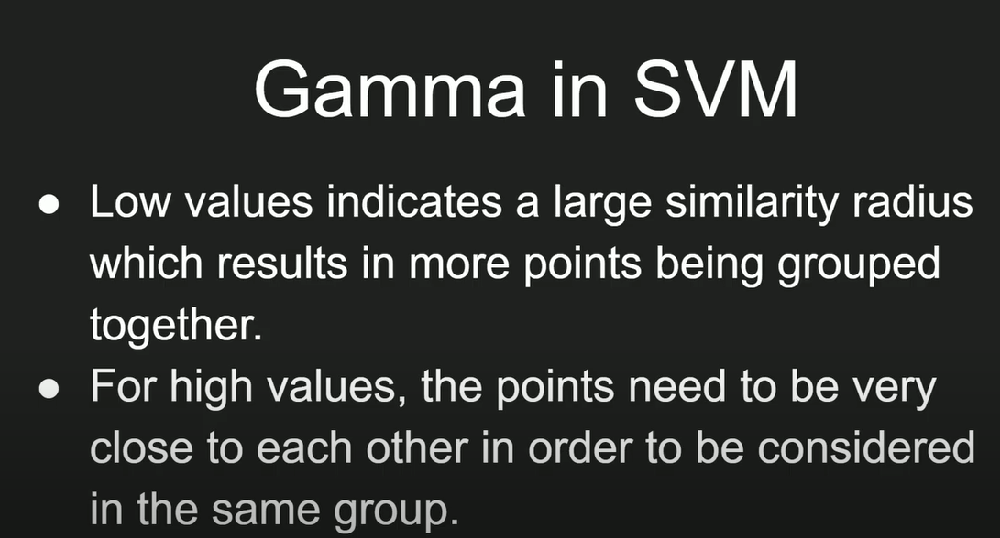 Gamma in SVM
● Low values indicates a large similarity radius
which results in more points being grouped
together.
● For high values, the points need to be very
close to each other in order to be considered
in the same group.